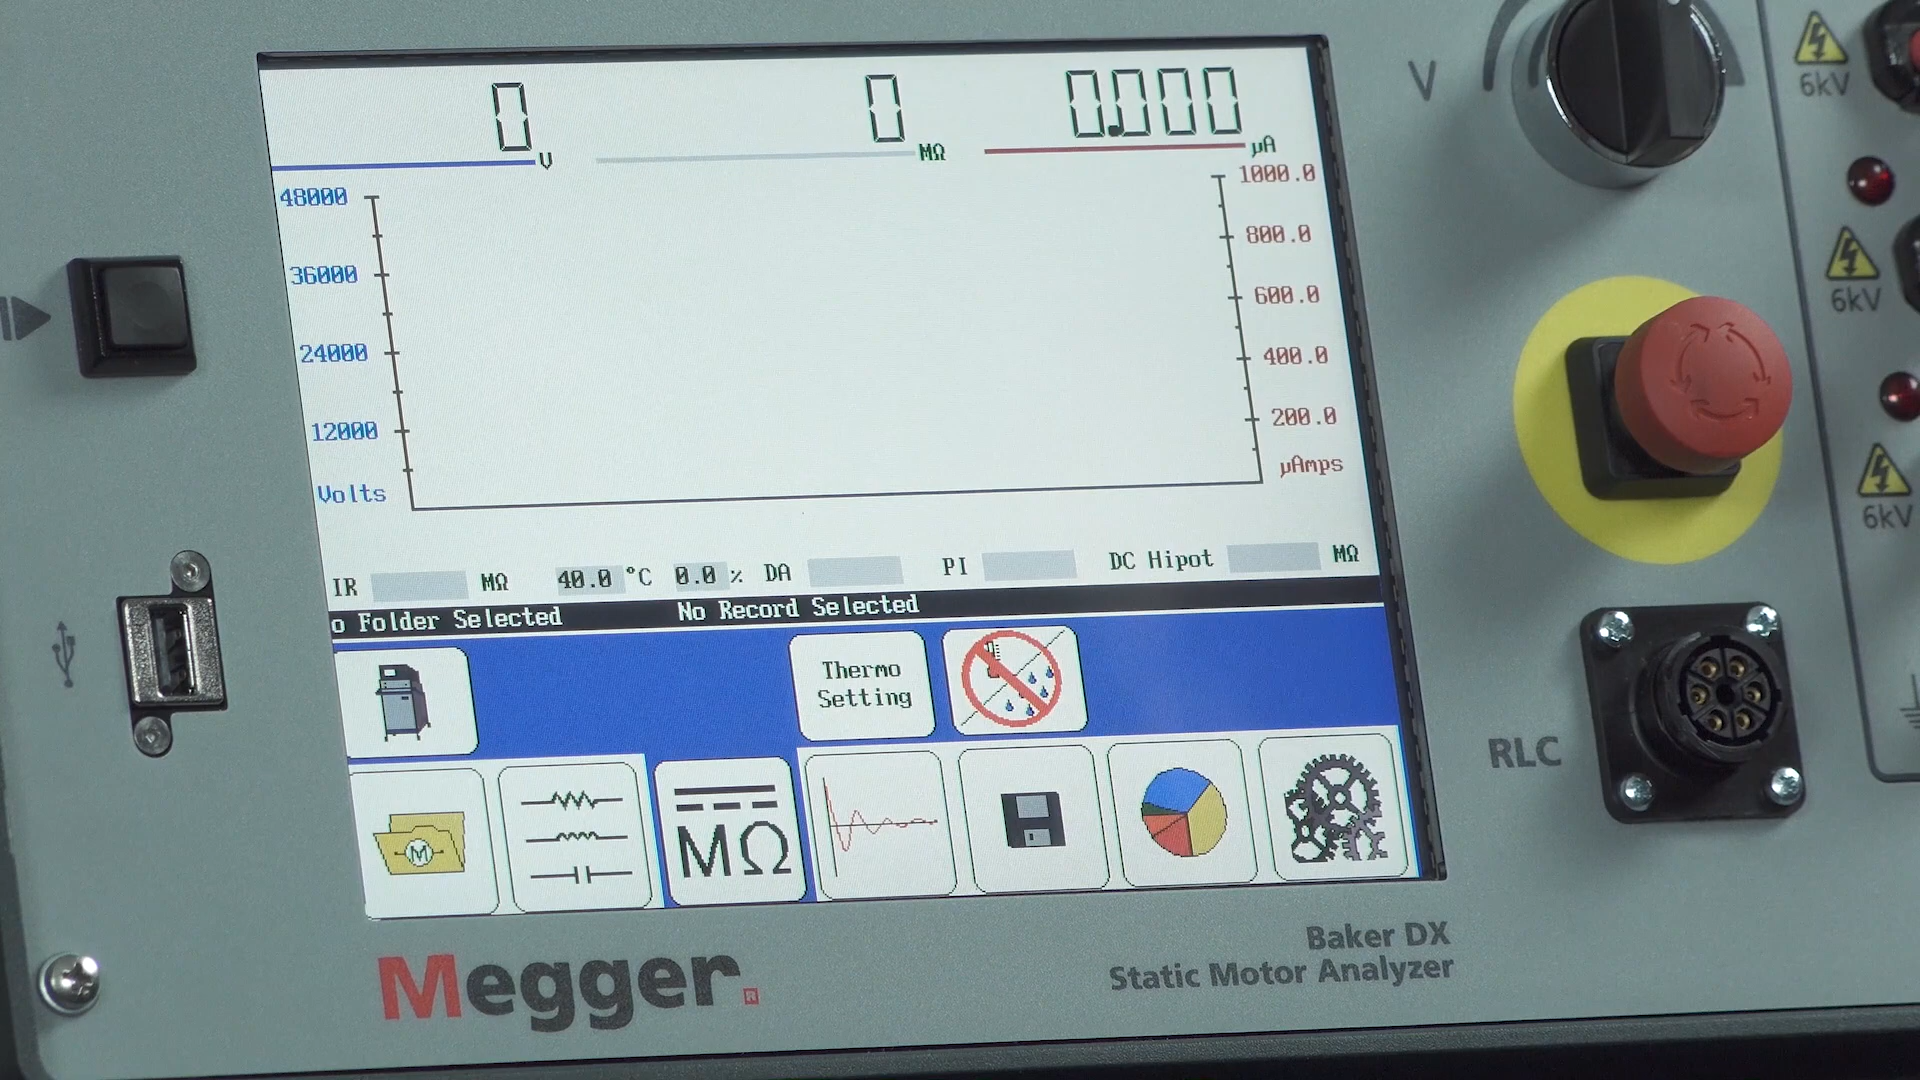 0 V
0 MΩ
0.000 µA
48000
36000
24000
12000
Volts
1000.0
800.0
600.0
400.0
200.0
µAmps
IR MΩ 40.0 °C 0.0 % DA PI DC Hipot MΩ
o Folder Selected No Record Selected
Thermo
Setting
M
MΩ
Megger.
R
Baker DX
Static Motor Analyzer
V
6kV
6kV
6kV
RLC